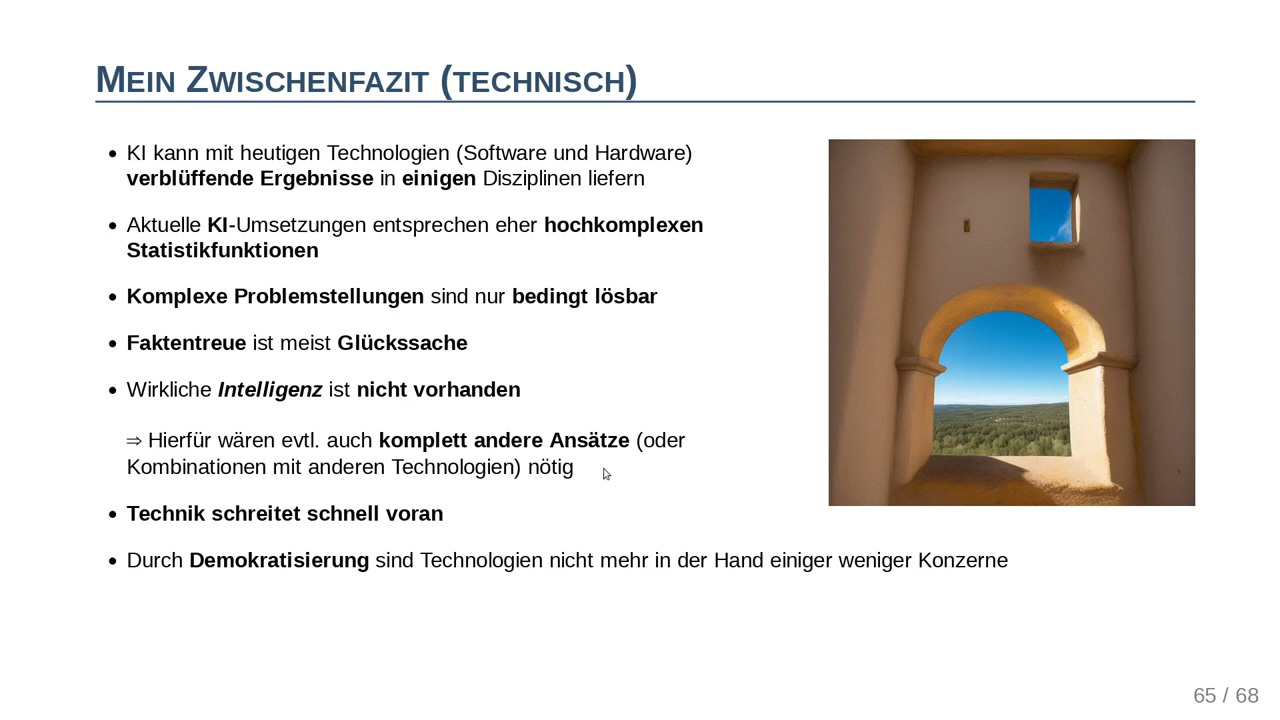 Mein Zwischenfazit (technisch)
• KI kann mit heutigen Technologien (Software und Hardware)
verblüffende Ergebnisse in einigen Disziplinen liefern
• Aktuelle KI-Umsetzungen entsprechen eher hochkomplexen
Statistikfunktionen
• Komplexe Problemstellungen sind nur bedingt lösbar
• Faktentreue ist meist Glückssache
• Wirkliche Intelligenz ist nicht vorhanden
⇒ Hierfür wären evtl. auch komplett andere Ansätze (oder
Kombinationen mit anderen Technologien) nötig
• Technik schreitet schnell voran
• Durch Demokratisierung sind Technologien nicht mehr in der Hand einiger weniger Konzerne
65 / 68